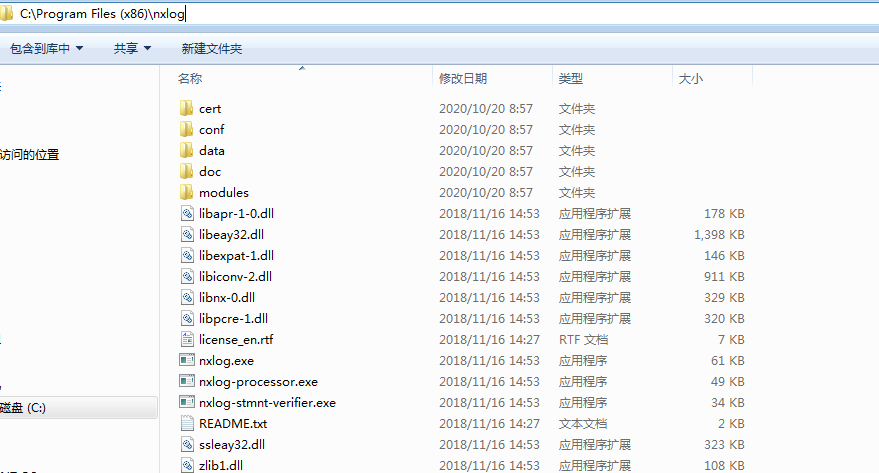 C:\Program Files (x86)\nxlog
包含到库中 共享 新建文件夹
名称 修改日期 类型 大小
cert 2020/10/20 8:57 文件夹
conf 2020/10/20 8:57 文件夹
访问的位置 data 2020/10/20 8:57 文件夹
doc 2020/10/20 8:57 文件夹
modules 2020/10/20 8:57 文件夹
libapr-1-0.dll 2018/11/16 14:53 应用程序扩展 178 KB
libeay32.dll 2018/11/16 14:53 应用程序扩展 1,398 KB
libexpat-1.dll 2018/11/16 14:53 应用程序扩展 146 KB
libiconv-2.dll 2018/11/16 14:53 应用程序扩展 911 KB
libnx-0.dll 2018/11/16 14:53 应用程序扩展 329 KB
libpcre-1.dll 2018/11/16 14:53 应用程序扩展 320 KB
license_en.rtf 2018/11/16 14:27 RTF 文档 7 KB
nxlog.exe 2018/11/16 14:53 应用程序 61 KB
nxlog-processor.exe 2018/11/16 14:53 应用程序 49 KB
磁盘 (C:) nxlog-stmnt-verifier.exe 2018/11/16 14:53 应用程序 34 KB
README.txt 2018/11/16 14:27 文本文档 2 KB
ssleay32.dll 2018/11/16 14:53 应用程序扩展 323 KB
zlib1.dll 2018/11/16 14:53 应用程序扩展 108 KB